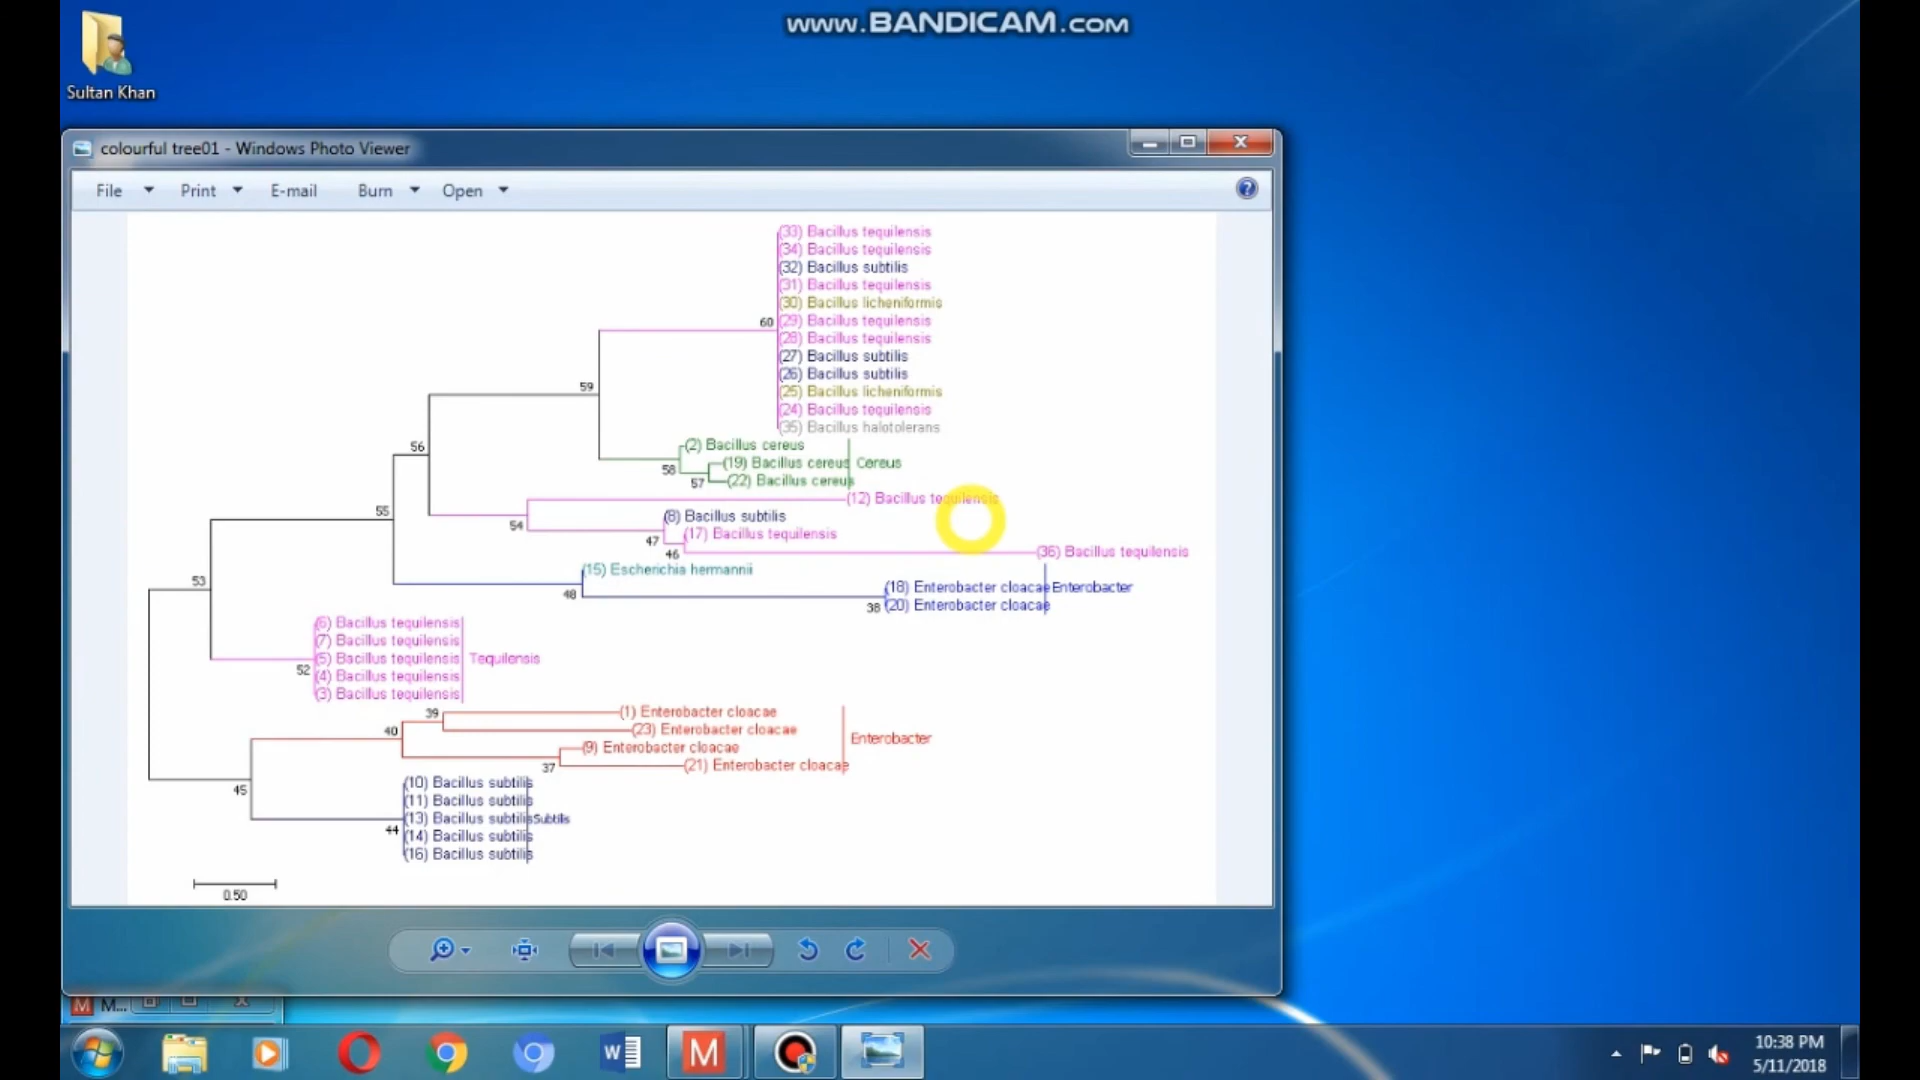 www.BANDICAM.com
Sultan Khan
colourful tree01 - Windows Photo Viewer
File Print E-mail Burn Open
(33) Bacillus tequilensis
(34) Bacillus tequilensis
(32) Bacillus subtilis
(31) Bacillus tequilensis
(30) Bacillus licheniformis
60 (29) Bacillus tequilensis
(28) Bacillus tequilensis
(27) Bacillus subtilis
(26) Bacillus subtilis
59
(25) Bacillus licheniformis
(24) Bacillus tequilensis
(35) Bacillus halotolerans
56 (2) Bacillus cereus
(19) Bacillus cereus Cereus
58
57 (22) Bacillus cereus
(12) Bacillus tequilensis
55 (8) Bacillus subtilis
54
(17) Bacillus tequilensis
47
46 (36) Bacillus tequilensis
(15) Escherichia hermannii
53
(18) Enterobacter cloacae Enterobacter
48
38 (20) Enterobacter cloacae
(6) Bacillus tequilensis
(7) Bacillus tequilensis
(5) Bacillus tequilensis Tequilensis
52
(4) Bacillus tequilensis
(3) Bacillus tequilensis
39 (1) Enterobacter cloacae
40 (23) Enterobacter cloacae
Enterobacter
(9) Enterobacter cloacae
37 (21) Enterobacter cloacae
(10) Bacillus subtilis
45
(11) Bacillus subtilis
(13) Bacillus subtilis Subtilis
44
(14) Bacillus subtilis
(16) Bacillus subtilis
0.50
M...
10:38 PM
5/11/2018